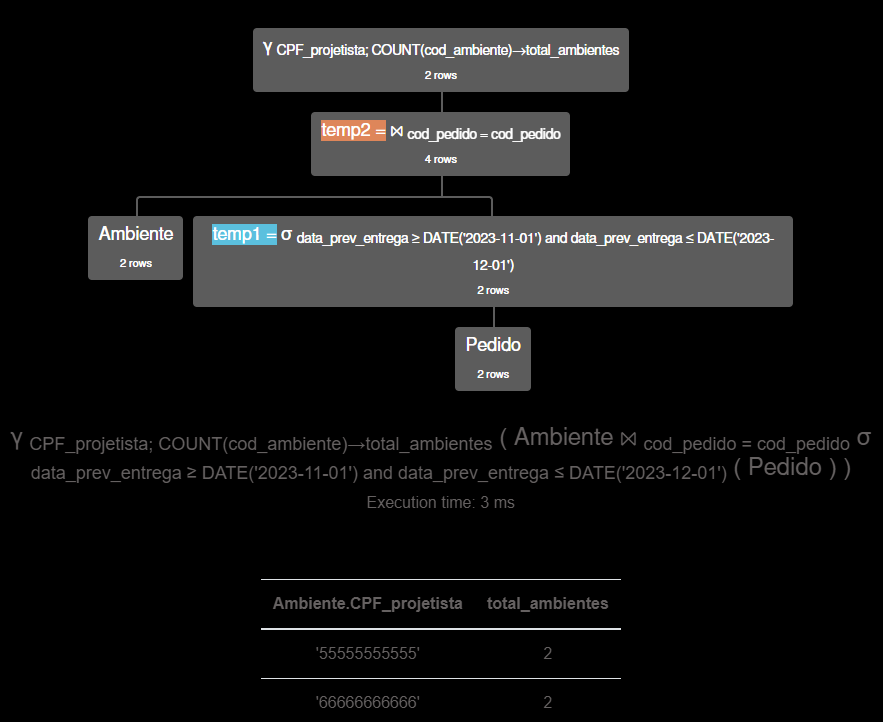 γ CPF_projetista; COUNT(cod_ambiente)→total_ambientes
2 rows
temp2 = ⋈ cod_pedido = cod_pedido
4 rows
Ambiente
2 rows
temp1 = σ data_prev_entrega ≥ DATE('2023-11-01') and data_prev_entrega ≤ DATE('2023-
12-01')
2 rows
Pedido
2 rows
γ CPF_projetista; COUNT(cod_ambiente)→total_ambientes ( Ambiente ⋈ cod_pedido = cod_pedido σ
data_prev_entrega ≥ DATE('2023-11-01') and data_prev_entrega ≤ DATE('2023-12-01') ( Pedido ) )
Execution time: 3 ms
Ambiente.CPF_projetista total_ambientes
'55555555555' 2
'66666666666' 2